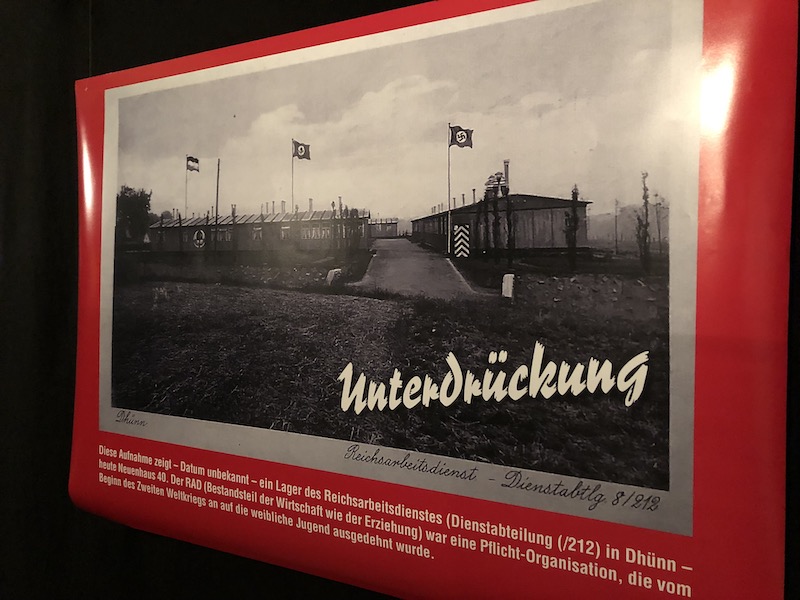 Unterdrückung
Dhünn
Reichsarbeitsdienst - Dienstabtlg. 8/212
Diese Aufnahme zeigt – Datum unbekannt – ein Lager des Reichsarbeitsdienstes (Dienstabteilung (/212) in Dhünn –
heute Neuenhaus 40. Der RAD (Bestandsteil der Wirtschaft wie der Erziehung) war eine Pflicht-Organisation, die vom
Beginn des Zweiten Weltkriegs an auf die weibliche Jugend ausgedehnt wurde.